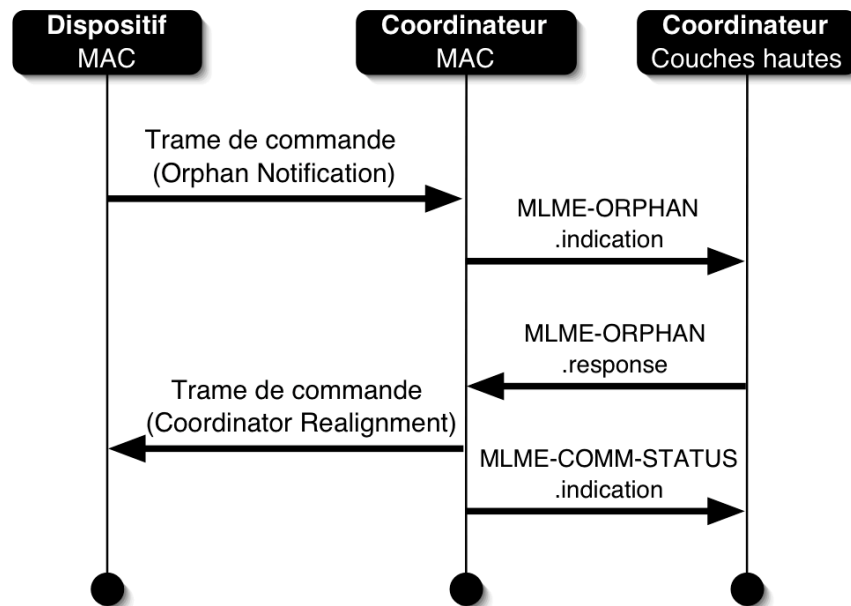 Dispositif
MAC
Coordinateur
MAC
Coordinateur
Couches hautes
Trame de commande
(Orphan Notification)
MLME-ORPHAN
.indication
MLME-ORPHAN
.response
Trame de commande
(Coordinator Realignment)
MLME-COMM-STATUS
.indication